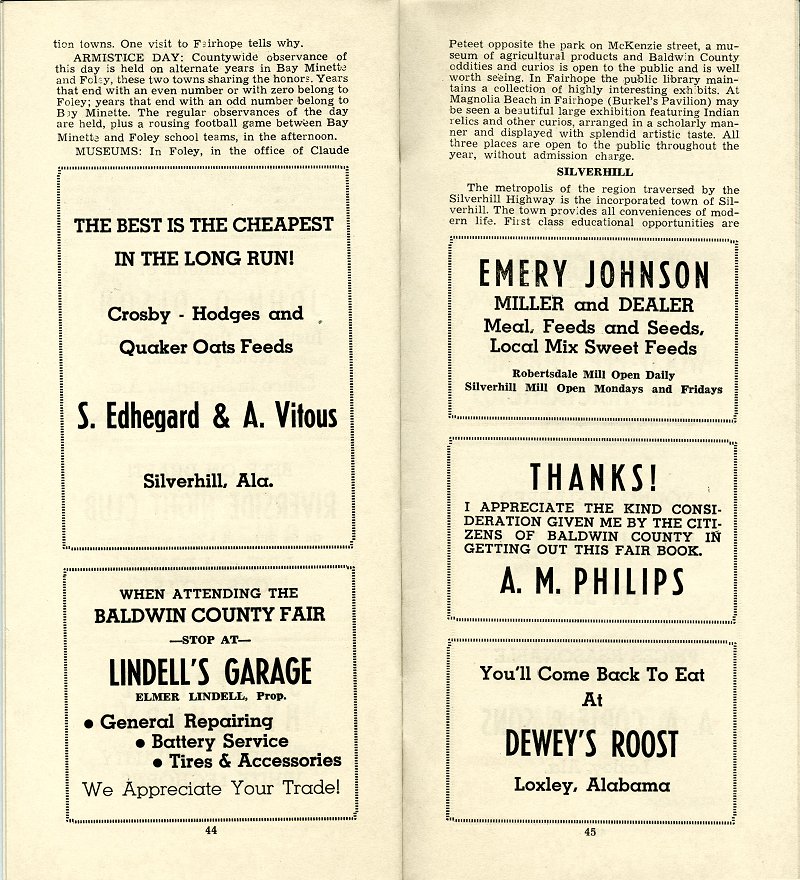 tion towns. One visit to Fairhope tells why.
ARMISTICE DAY: Countywide observance of
this day is held on alternate years in Bay Minette
and Foley, these two towns sharing the honors. Years
that end with an even number or with zero belong to
Foley; years that end with an odd number belong to
Bay Minette. The regular observances of the day
are held, plus a rousing football game between Bay
Minette and Foley school teams, in the afternoon.
MUSEUMS: In Foley, in the office of Claude
THE BEST IS THE CHEAPEST
IN THE LONG RUN!
Crosby - Hodges and
Quaker Oats Feeds
S. Edhegard & A. Vitous
Silverhill, Ala.
WHEN ATTENDING THE
BALDWIN COUNTY FAIR
—STOP AT—
LINDELL'S GARAGE
ELMER LINDELL, Prop.
● General Repairing
● Battery Service
● Tires & Accessories
We Appreciate Your Trade!
44
Peteet opposite the park on McKenzie street, a mu-
seum of agricultural products and Baldwin County
oddities and curios is open to the public and is well
worth seeing. In Fairhope the public library main-
tains a collection of highly interesting exhibits. At
Magnolia Beach in Fairhope (Burkel's Pavilion) may
be seen a beautiful large exhibition featuring Indian
relics and other curios, arranged in a scholarly man-
ner and displayed with splendid artistic taste. All
three places are open to the public throughout the
year, without admission charge.
SILVERHILL
The metropolis of the region traversed by the
Silverhill Highway is the incorporated town of Sil-
verhill. The town provides all conveniences of mod-
ern life. First class educational opportunities are
EMERY JOHNSON
MILLER and DEALER
Meal, Feeds and Seeds,
Local Mix Sweet Feeds
Robertsdale Mill Open Daily
Silverhill Mill Open Mondays and Fridays
THANKS!
I APPRECIATE THE KIND CONSI-
DERATION GIVEN ME BY THE CITI-
ZENS OF BALDWIN COUNTY IN
GETTING OUT THIS FAIR BOOK.
A. M. PHILIPS
You'll Come Back To Eat
At
DEWEY'S ROOST
Loxley, Alabama
45